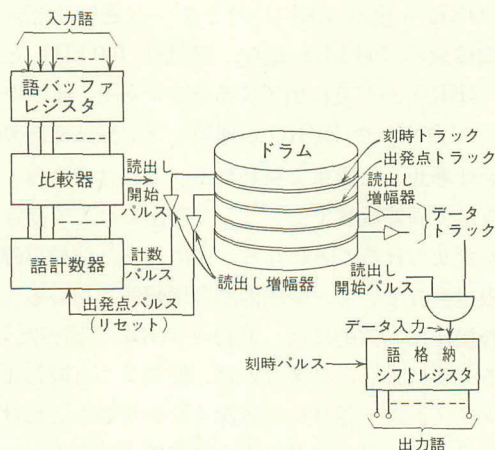 入力語
語バッファ
レジスタ
比較器
読出し
開始
パルス
語計数器
計数
パルス
出発点パルス
(リセット)
読出し増幅器
ドラム
刻時トラック
出発点トラック
読出し
増幅器
データ
トラック
読出し
開始パルス
データ入力
刻時パルス
語格納
シフトレジスタ
出力語